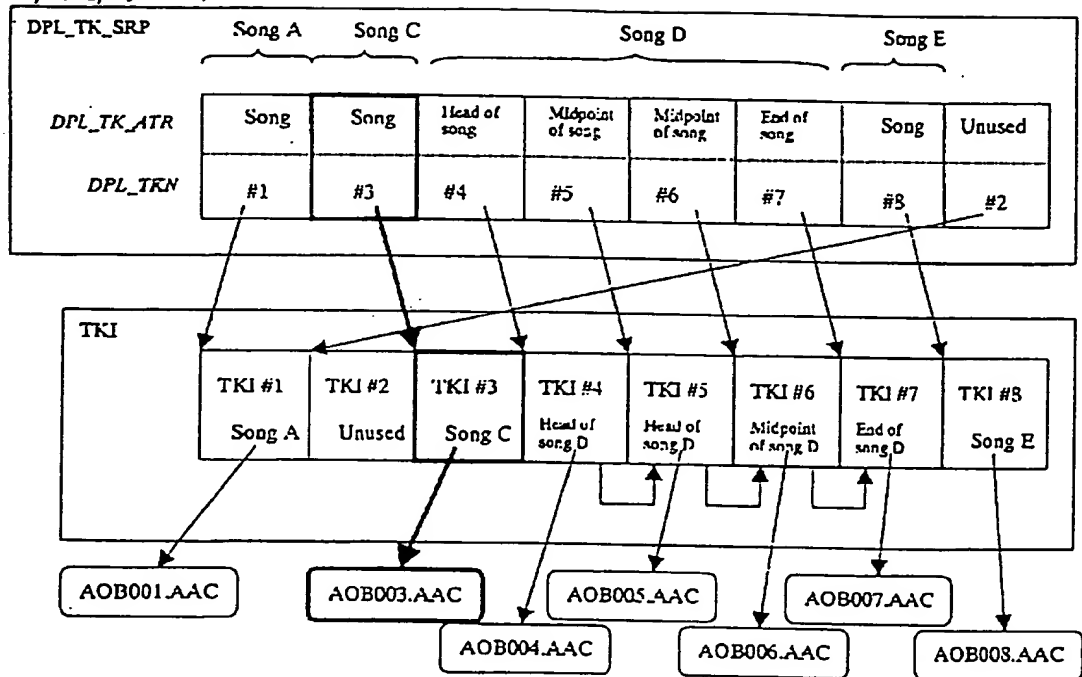 DPL_TK_SRP
Song A Song C Song D Song E
DPL_TK_ATR Song Song Head of song Midpoint of song Midpoint of song End of song Song Unused
DPL_TKN #1 #3 #4 #5 #6 #7 #8 #2
TKI
TKI #1 TKI #2 TKI #3 TKI #4 TKI #5 TKI #6 TKI #7 TKI #8
Song A Unused Song C Head of song D Head of song D Midpoint of song D End of song D Song E
AOB001.AAC AOB003.AAC AOB005.AAC AOB007.AAC
AOB004.AAC AOB006.AAC AOB008.AAC